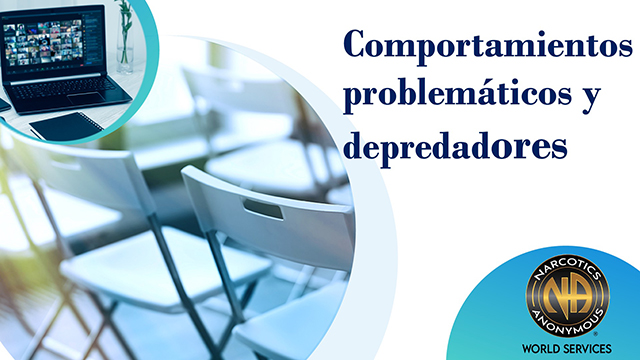 Comportamientos
problemáticos y
depredadores
NARCOTICS
NA
ANONYMOUS
®
WORLD SERVICES